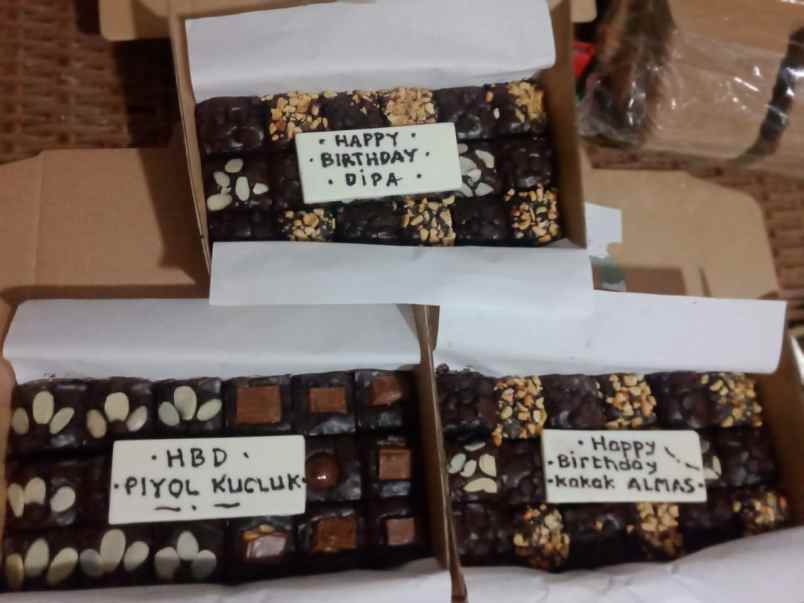 HAPPY
BIRTHDAY
DiPA
HBD
PIYOL KUCLUK
Happy
Birthday
kakak ALMAS